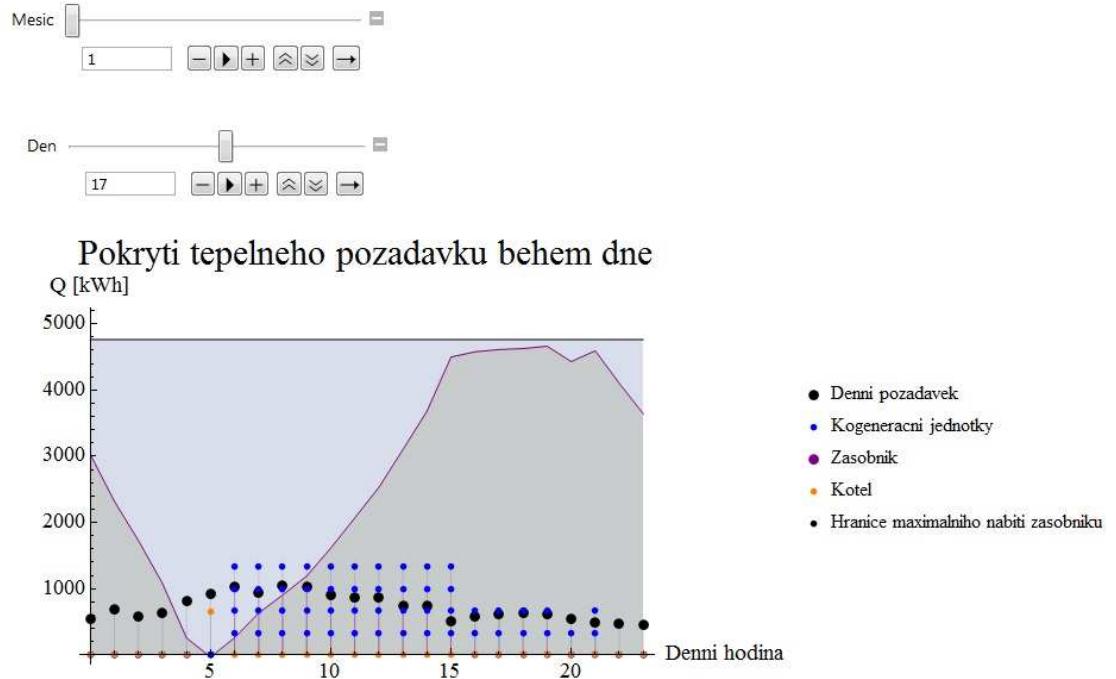 Mesic
1
Den
17
Pokryti tepelneho pozadavku behem dne
Q [kWh]
5000
4000
3000
2000
1000
5 10 15 20
Denni hodina
Denni pozadavek
Kogeneracni jednotky
Zasobnik
Kotel
Hranice maximalniho nabiti zasobniku